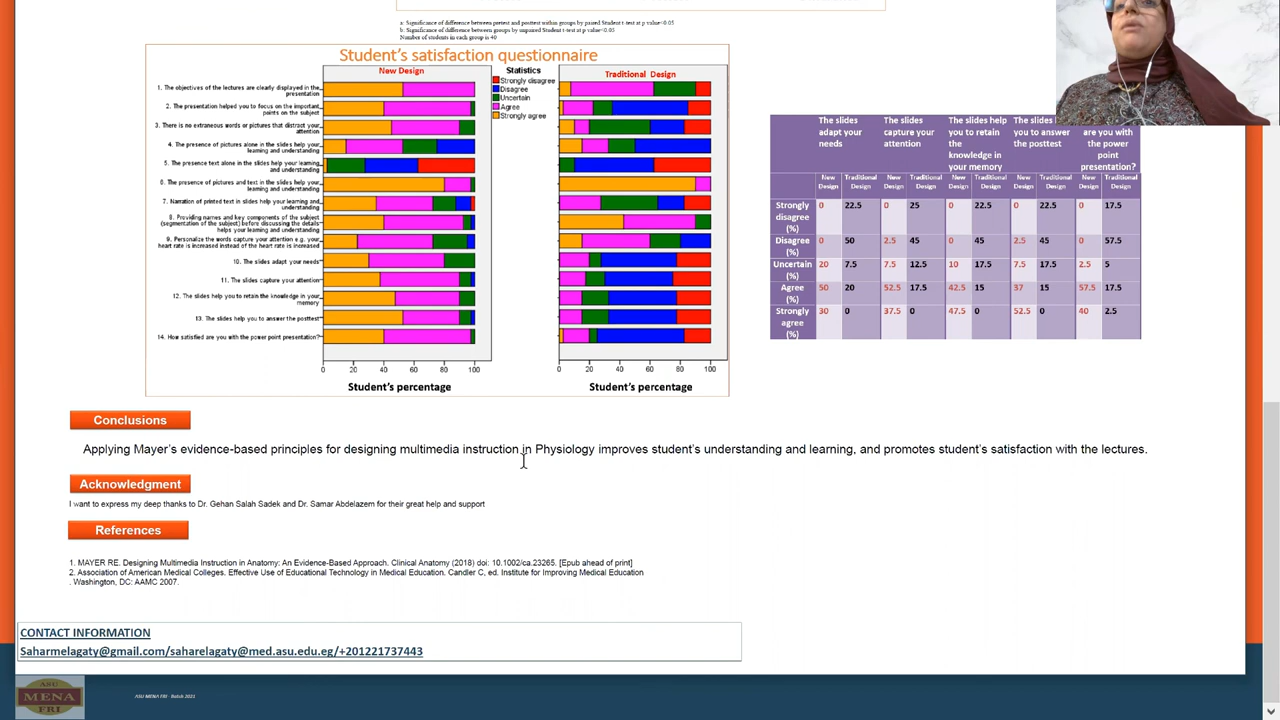 a: Significance of difference between pretest and posttest within groups by paired Student t-test at p value<0.05
b. Significance of difference between groups by unpaired Student t-test at p value<0.05
Number of students in each group is 40
Student's satisfaction questionnaire
New Design
Statistics
Strongly disagree
Disagree
Uncertain
Agree
Strongly agree
Traditional Design
1. The objectives of the lectures are clearly displayed in the
presentation
2. The presentation helped you to focus on the important
points on the subject
3. There is no extraneous words or pictures that distract your
attention
4. The presence of pictures alone in the slides help your
learning and understanding
5. The presence text alone in the slides help your learning
and understanding
6. The presence of pictures and text in the slides help your
learning and understanding
7. Narration of printed text in slides help your learning and
understanding
8. Providing names and key components of the subject
(segmentation of the subject) before discussing the details
helps your learning and understanding
9. Personalize the words capture your attention e.g. your
heart rate is increased instead of the heart rate is increased
10. The slides adapt your needs
11. The slides capture your attention
12. The slides help you to retain the knowledge in your
memory
13. The slides help you to answer the posttest
14. How satisfied are you with the power point presentation?
0 20 40 60 80 100
0 20 40 60 80 100
Student's percentage
Student's percentage
The slides adapt your needs
The slides capture your attention
The slides help you to retain the knowledge in your memory
The slides you to answer the posttest
are you with the power point presentation?
New Design Traditional Design New Design Traditional Design New Design Traditional Design New Design Traditional Design New Design Traditional Design
Strongly disagree (%) 0 22.5 0 25 0 22.5 0 22.5 0 17.5
Disagree (%) 0 50 2.5 45 0 45 2.5 45 0 57.5
Uncertain (%) 20 7.5 7.5 12.5 10 17.5 7.5 17.5 2.5 5
Agree (%) 50 20 52.5 17.5 42.5 15 37 15 57.5 17.5
Strongly agree (%) 30 0 37.5 0 47.5 0 52.5 0 40 2.5
Conclusions
Applying Mayer's evidence-based principles for designing multimedia instruction in Physiology improves student's understanding and learning, and promotes student's satisfaction with the lectures.
Acknowledgment
I want to express my deep thanks to Dr. Gehan Salah Sadek and Dr. Samar Abdelazem for their great help and support
References
1. MAYER RE. Designing Multimedia Instruction in Anatomy: An Evidence-Based Approach. Clinical Anatomy (2018) doi: 10.1002/ca.23265. [Epub ahead of print]
2. Association of American Medical Colleges. Effective Use of Educational Technology in Medical Education. Candler C, ed. Institute for Improving Medical Education
. Washington, DC: AAMC 2007.
CONTACT INFORMATION
Saharmelagaty@gmail.com/saharelagaty@med.asu.edu.eg/+201221737443
ASU
MENA
FRI
ASU MENA FRI - Batch 2021